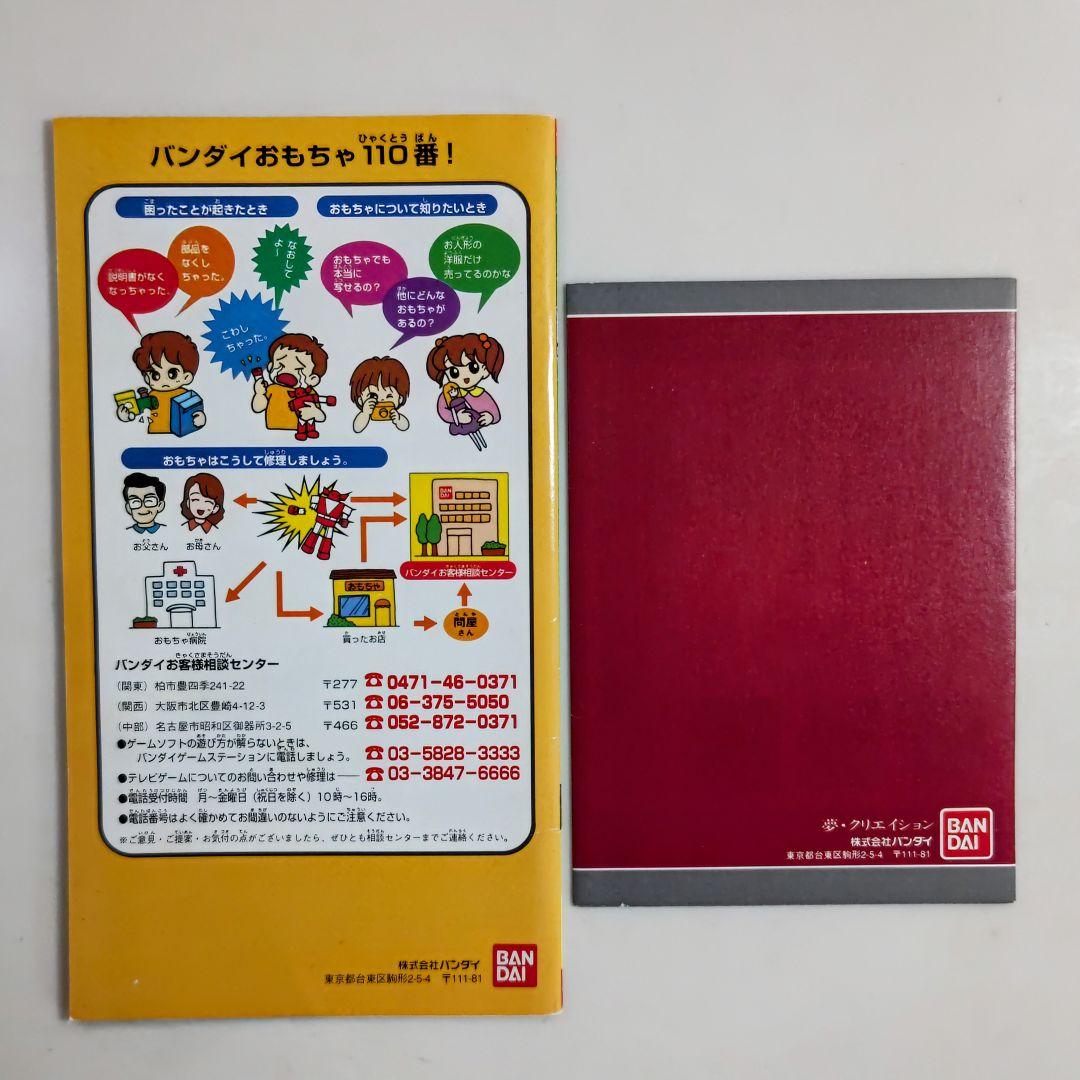 バンダイおもちゃ110番!
ひゃくとう ばん
困ったことが起きたとき
おもちゃについて知りたいとき
説明書がなく
なっちゃった。
部品を
なくし
ちゃった。
なおして
よ〜
こわし
ちゃった。
おもちゃでも
本当に
写せるの?
他にどんな
おもちゃが
あるの?
お人形の
洋服だけ
売ってるのかな
おもちゃはこうして修理しましょう。
お父さん
お母さん
BAN
DAI
バンダイお客様相談センター
おもちゃ病院
おもちゃ
買ったお店
問屋
さん
バンダイお客様相談センター
(関東) 柏市豊四季241-22 〒277 ☎0471-46-0371
(関西) 大阪市北区豊崎4-12-3 〒531 ☎06-375-5050
(中部) 名古屋市昭和区御器所3-2-5 〒466 ☎052-872-0371
●ゲームソフトの遊び方が解らないときは、
バンダイゲームステーションに電話しましょう。 ☎03-5828-3333
●テレビゲームについてのお問い合わせや修理は── ☎03-3847-6666
●電話受付時間 月〜金曜日(祝日を除く)10時〜16時。
●電話番号はよく確かめてお間違いのないようにご注意ください。
※ご意見・ご提案・お気付の点がございましたら、ぜひとも相談センターまでご連絡ください。
株式会社バンダイ
東京都台東区駒形2-5-4 〒111-81
BAN
DAI
夢・クリエイション
株式会社バンダイ
東京都台東区駒形2-5-4 〒111-81
BAN
DAI